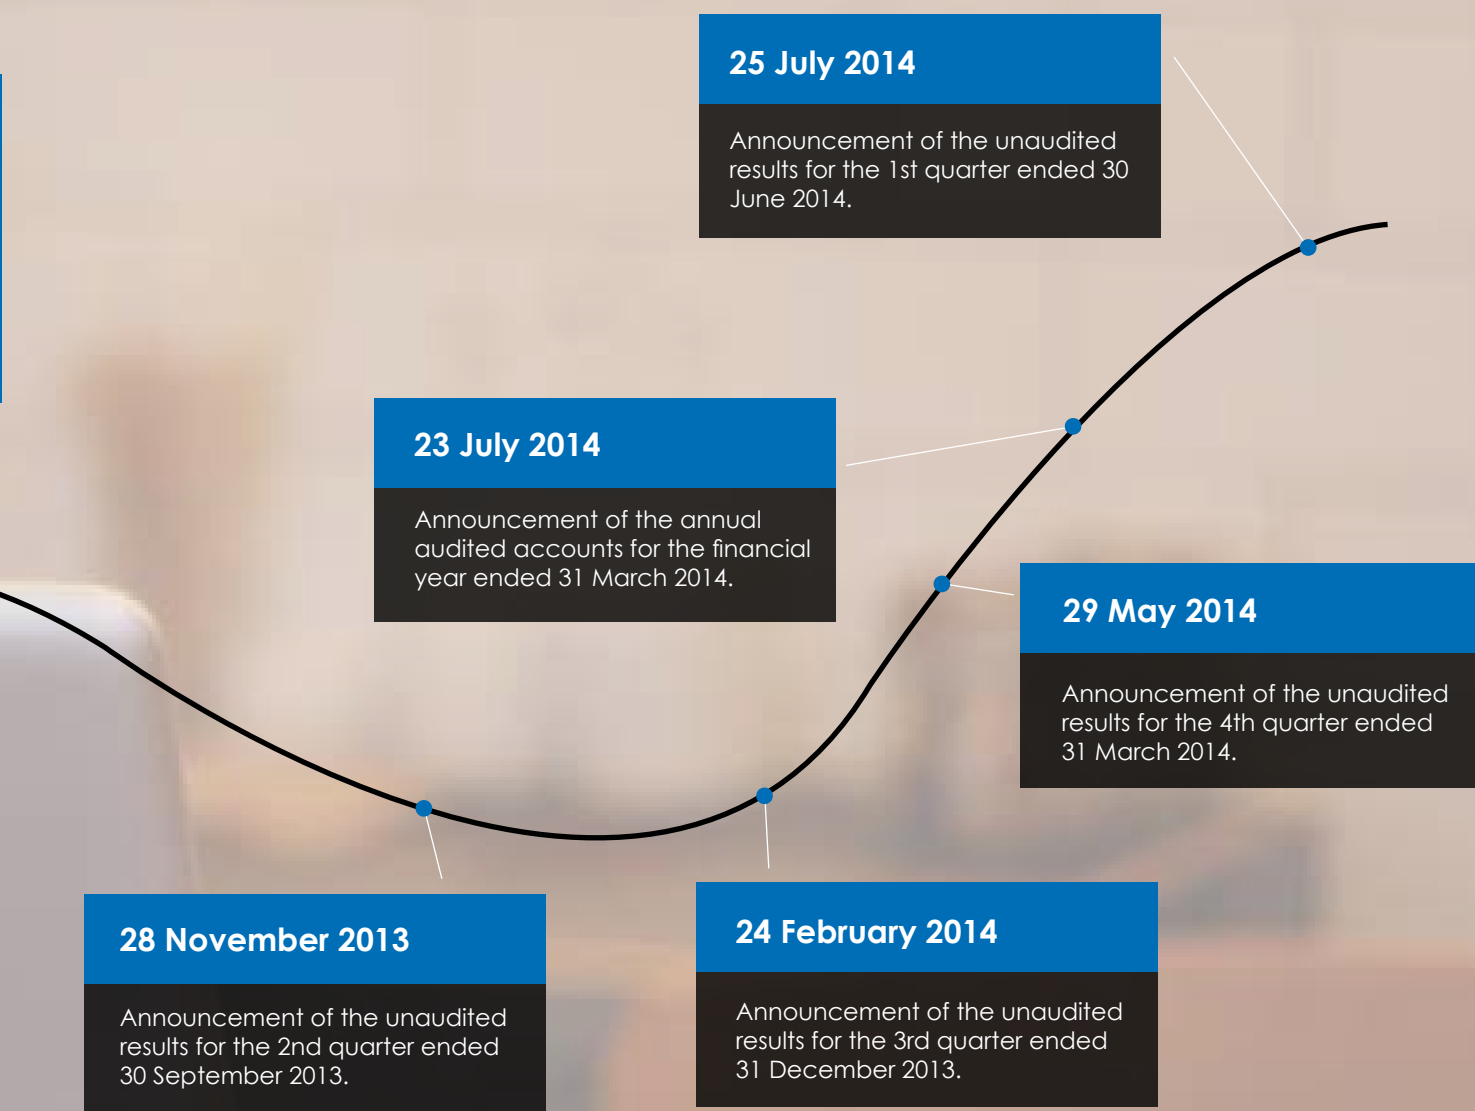 25 July 2014
Announcement of the unaudited
results for the 1st quarter ended 30
June 2014.
23 July 2014
Announcement of the annual
audited accounts for the financial
year ended 31 March 2014.
29 May 2014
Announcement of the unaudited
results for the 4th quarter ended
31 March 2014.
28 November 2013
Announcement of the unaudited
results for the 2nd quarter ended
30 September 2013.
24 February 2014
Announcement of the unaudited
results for the 3rd quarter ended
31 December 2013.